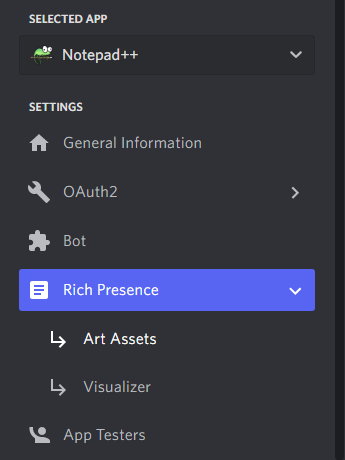 SELECTED APP
Notepad++
SETTINGS
General Information
OAuth2
Bot
Rich Presence
Art Assets
Visualizer
App Testers